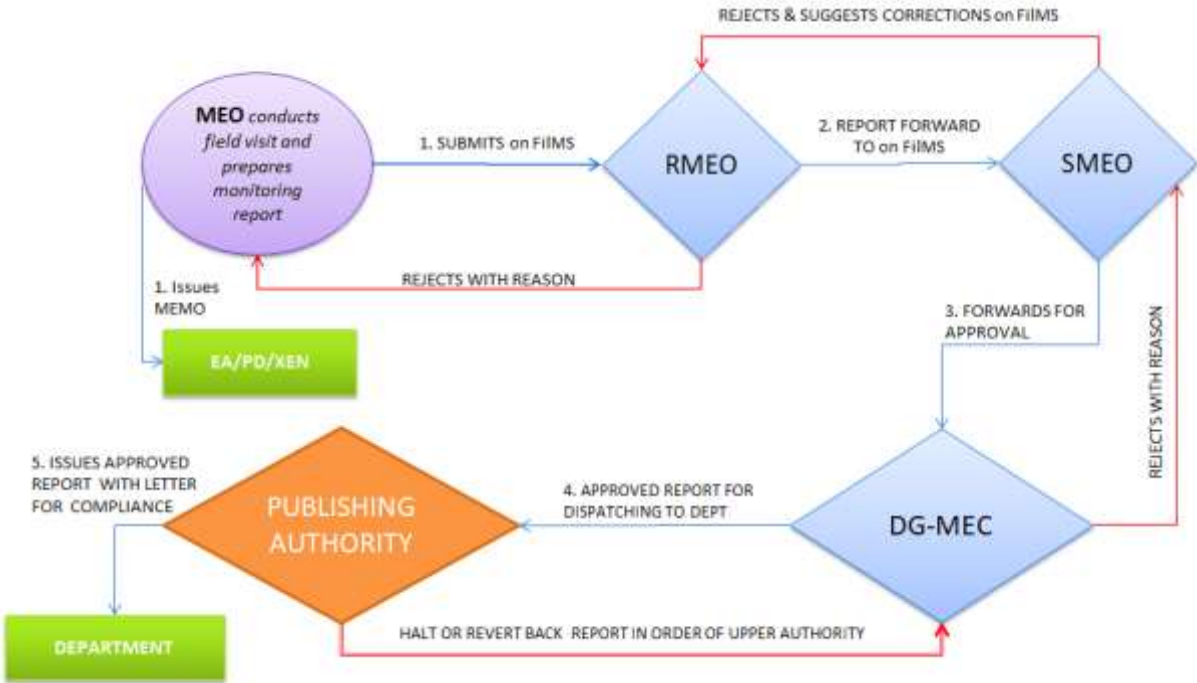 REJECTS & SUGGESTS CORRECTIONS on FilMS
MEO conducts
field visit and
prepares
monitoring
report
1. SUBMITS on FilMS
RMEO
2. REPORT FORWARD
TO on FilMS
SMEO
REJECTS WITH REASON
1. Issues
MEMO
EA/PD/XEN
3. FORWARDS FOR
APPROVAL
REJECTS WITH REASON
5. ISSUES APPROVED
REPORT WITH LETTER
FOR COMPLIANCE
PUBLISHING
AUTHORITY
4. APPROVED REPORT FOR
DISPATCHING TO DEPT
DG-MEC
DEPARTMENT
HALT OR REVERT BACK REPORT IN ORDER OF UPPER AUTHORITY